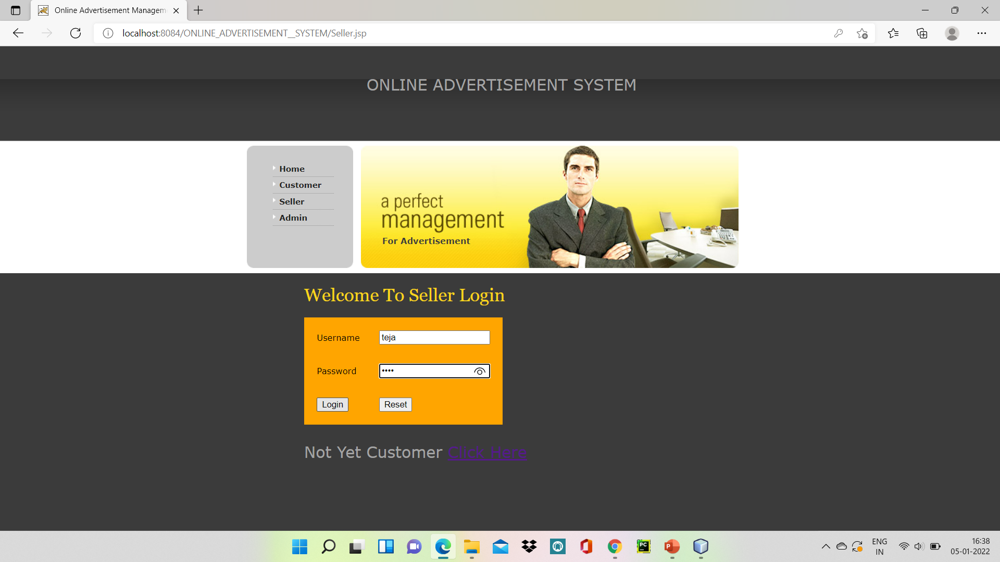 Online Advertisement Managem
localhost:8084/ONLINE_ADVERTISEMENT__SYSTEM/Seller.jsp
ONLINE ADVERTISEMENT SYSTEM
Home
Customer
Seller
Admin
a perfect
management
For Advertisement
Welcome To Seller Login
Username
teja
Password
••••
Login
Reset
Not Yet Customer Click Here
PC
P
ENG
IN
16:38
05-01-2022